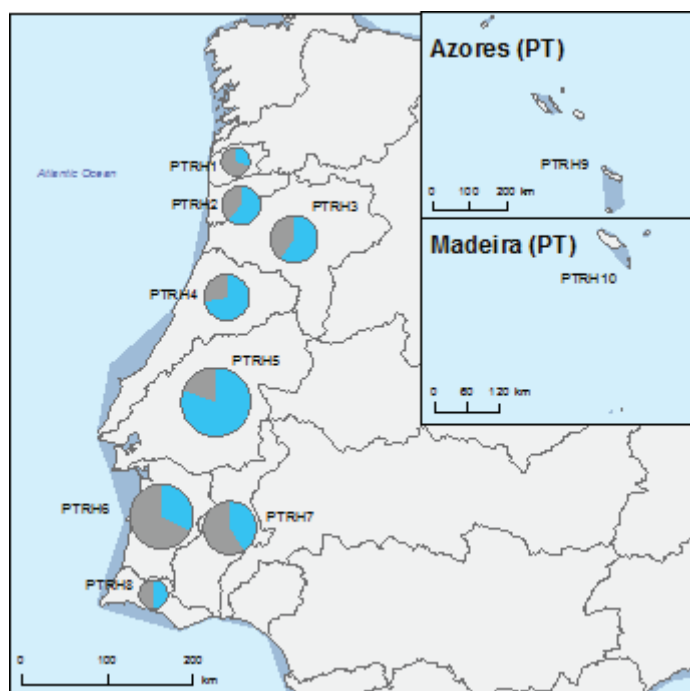 Azores (PT)
PTRH9
0 100 200 km
Madeira (PT)
PTRH10
0 60 120 km
Atlantic Ocean
PTRH1
PTRH2
PTRH3
PTRH4
PTRH5
PTRH6
PTRH7
PTRH8
0 100 200
km